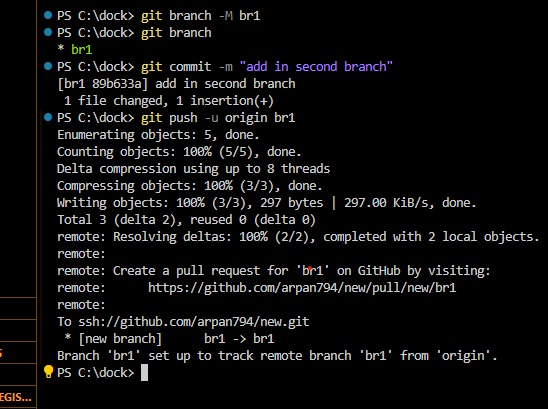 PS C:\dock> git branch -M br1
PS C:\dock> git branch
* br1
PS C:\dock> git commit -m "add in second branch"
[br1 89b633a] add in second branch
1 file changed, 1 insertion(+)
PS C:\dock> git push -u origin br1
Enumerating objects: 5, done.
Counting objects: 100% (5/5), done.
Delta compression using up to 8 threads
Compressing objects: 100% (3/3), done.
Writing objects: 100% (3/3), 297 bytes | 297.00 KiB/s, done.
Total 3 (delta 2), reused 0 (delta 0)
remote: Resolving deltas: 100% (2/2), completed with 2 local objects.
remote:
remote: Create a pull request for 'br1' on GitHub by visiting:
remote:      https://github.com/arpan794/new/pull/new/br1
remote:
To ssh://github.com/arpan794/new.git
* [new branch]      br1 -> br1
Branch 'br1' set up to track remote branch 'br1' from 'origin'.
PS C:\dock>
EGIS...